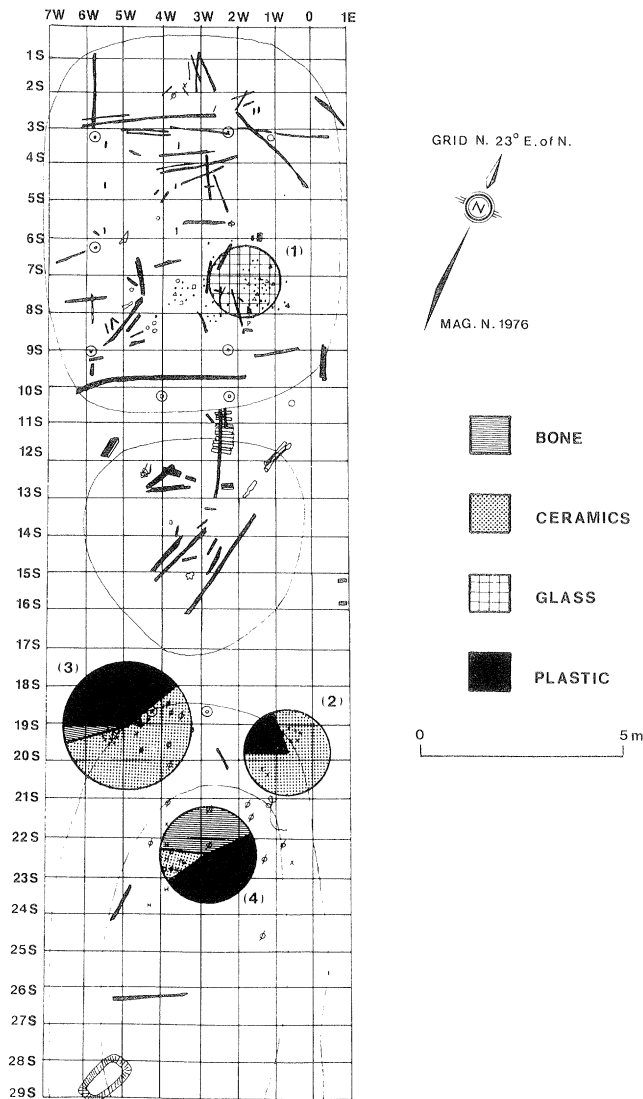 7W 6W 5W 4W 3W 2W 1W 0 1E
1S
2S
3S
4S
5S
6S
(1)
7S
8S
9S
10S
11S
12S
13S
14S
15S
16S
17S
(3)
18S
(2)
19S
20S
21S
22S
23S
(4)
24S
25S
26S
27S
28S
29S
GRID N. 23° E. of N.
N
MAG. N. 1976
BONE
CERAMICS
GLASS
PLASTIC
0 5 m